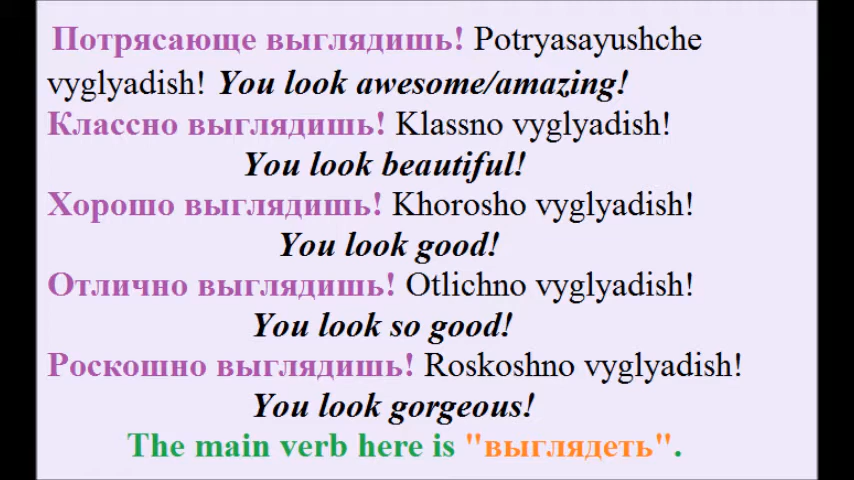 Потрясающе выглядишь! Potryasayushche
vyglyadish! You look awesome/amazing!
Классно выглядишь! Klassno vyglyadish!
You look beautiful!
Хорошо выглядишь! Khorosho vyglyadish!
You look good!
Отлично выглядишь! Otlichno vyglyadish!
You look so good!
Роскошно выглядишь! Roskoshno vyglyadish!
You look gorgeous!
The main verb here is "выглядеть".